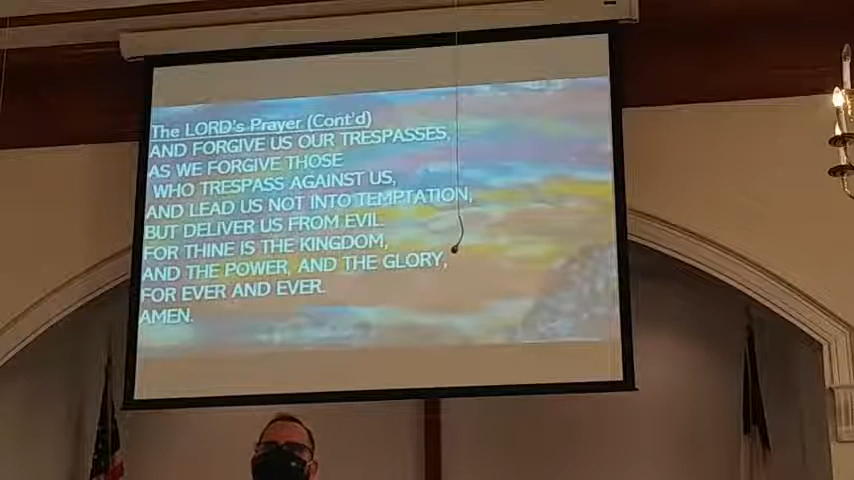 The LORD's Prayer (Cont'd)
AND FORGIVE US OUR TRESPASSES,
AS WE FORGIVE THOSE
WHO TRESPASS AGAINST US,
AND LEAD US NOT INTO TEMPTATION,
BUT DELIVER US FROM EVIL.
FOR THINE IS THE KINGDOM,
AND THE POWER, AND THE GLORY,
FOR EVER AND EVER.
AMEN.